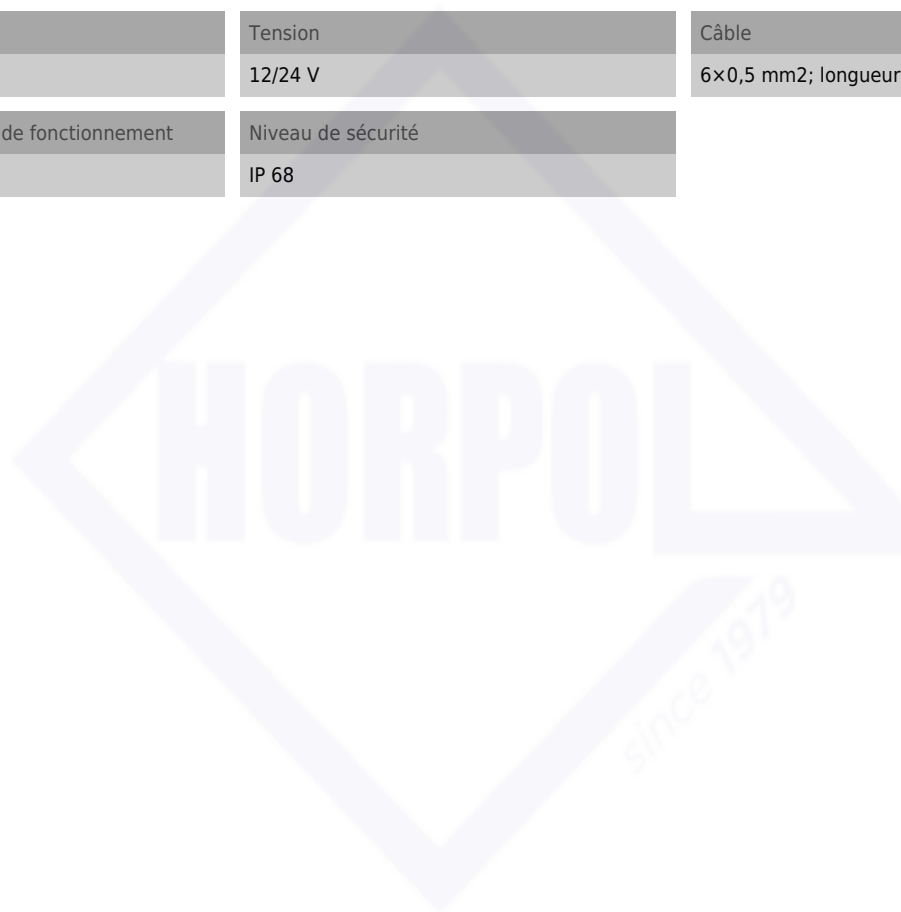 Tension
Câble
12/24 V
6×0,5 mm2; longueur
de fonctionnement
Niveau de sécurité
IP 68
HORPOL
since 1979